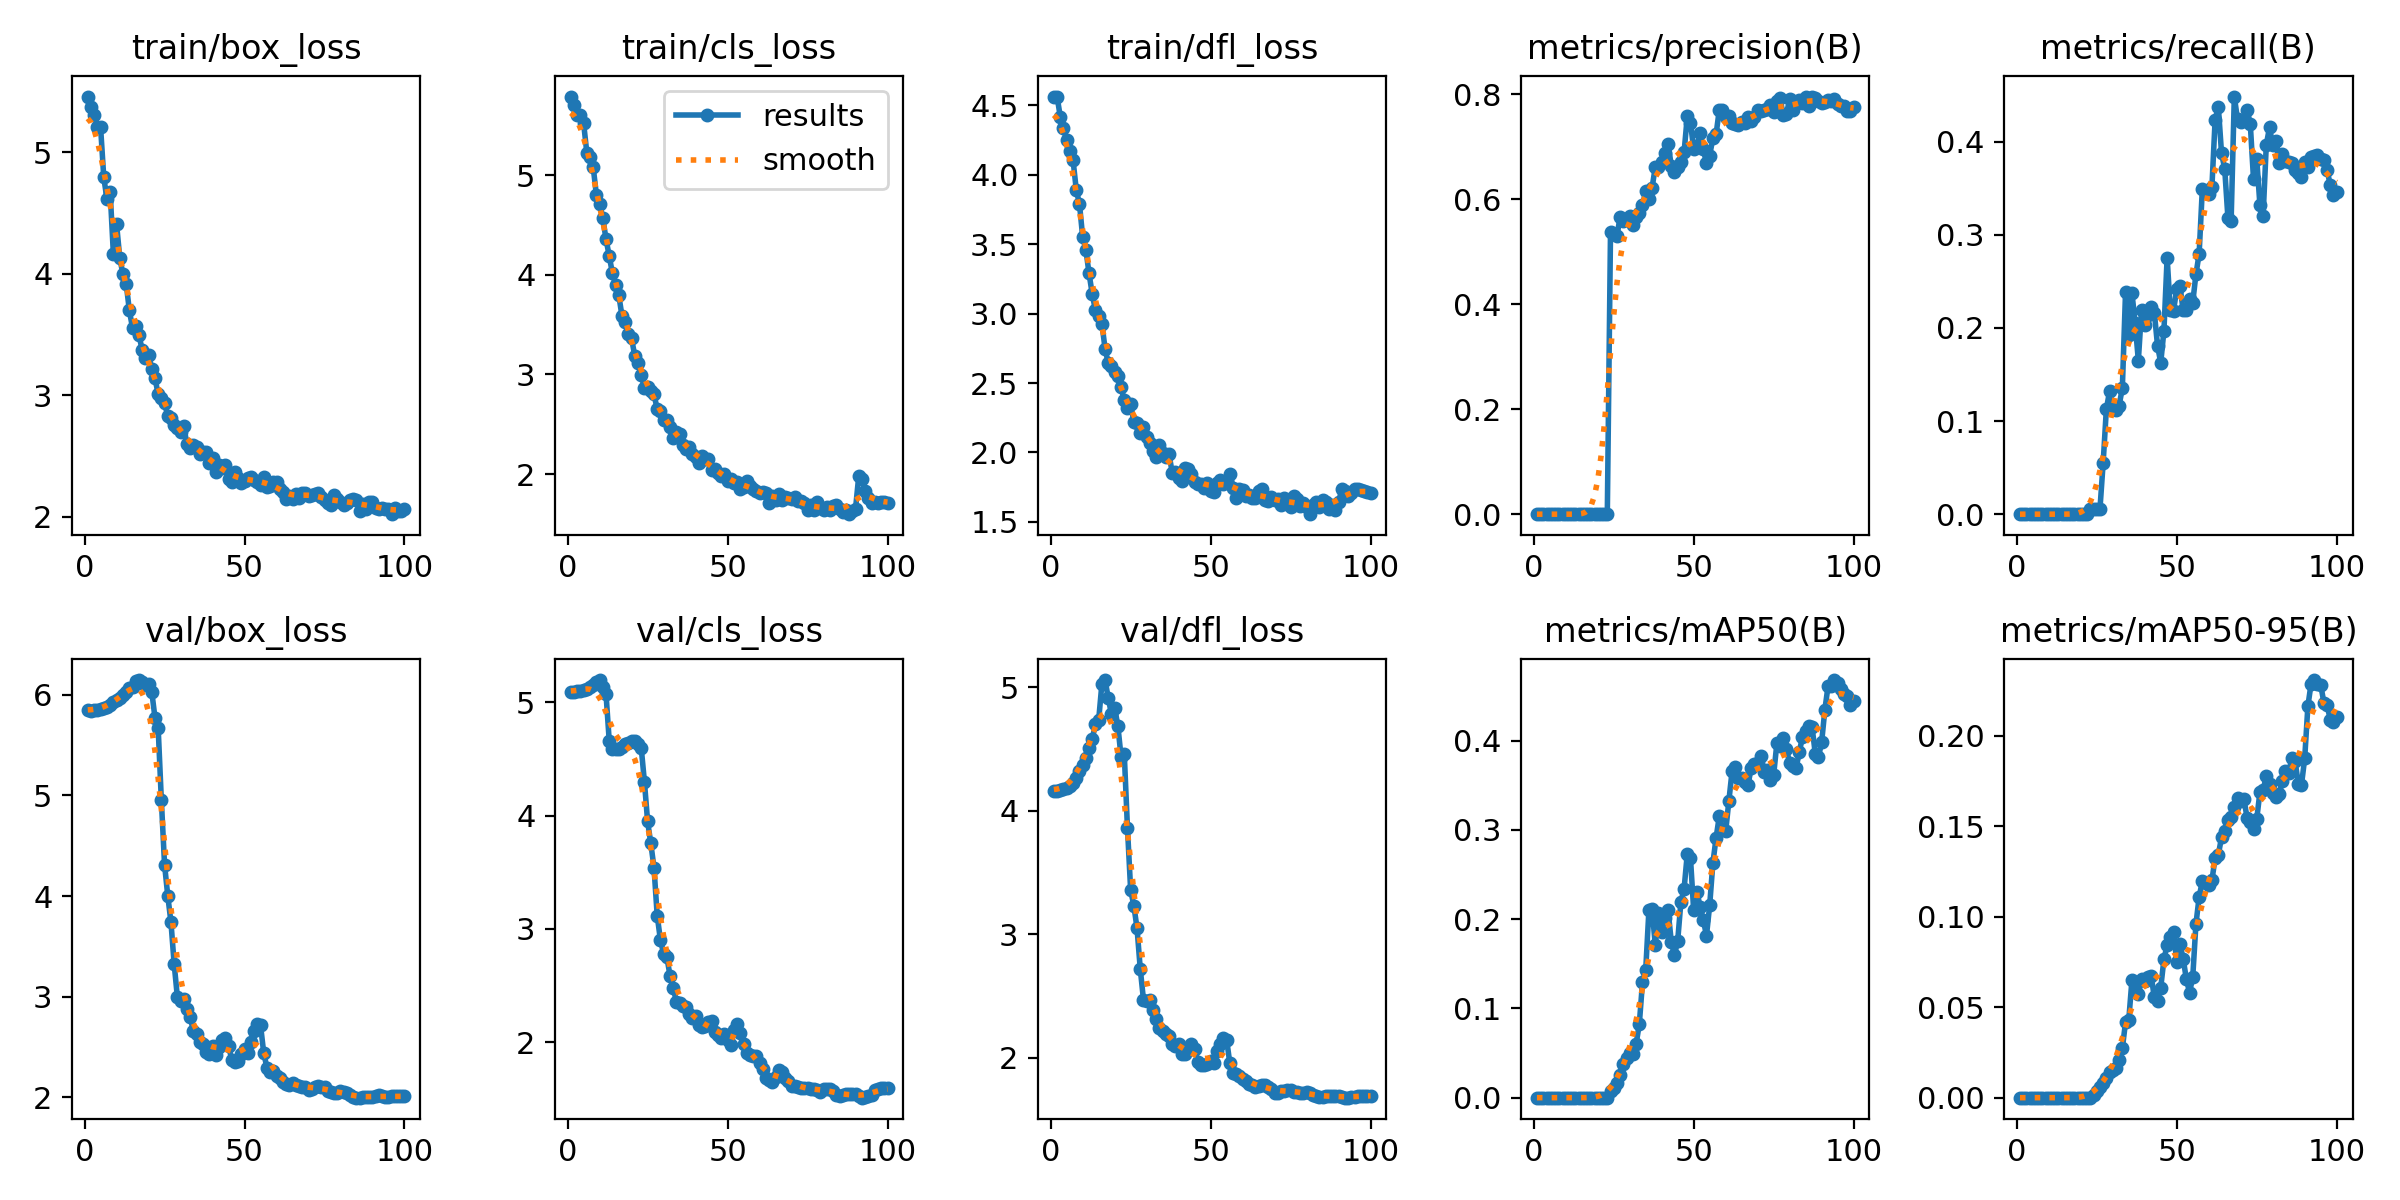 train/box_loss
5
4
3
2
0 50 100
train/cls_loss
results
smooth
5
4
3
2
0 50 100
train/dfl_loss
4.5
4.0
3.5
3.0
2.5
2.0
1.5
0 50 100
metrics/precision(B)
0.8
0.6
0.4
0.2
0.0
0 50 100
metrics/recall(B)
0.4
0.3
0.2
0.1
0.0
0 50 100
val/box_loss
6
5
4
3
2
0 50 100
val/cls_loss
5
4
3
2
0 50 100
val/dfl_loss
5
4
3
2
0 50 100
metrics/mAP50(B)
0.4
0.3
0.2
0.1
0.0
0 50 100
metrics/mAP50-95(B)
0.20
0.15
0.10
0.05
0.00
0 50 100